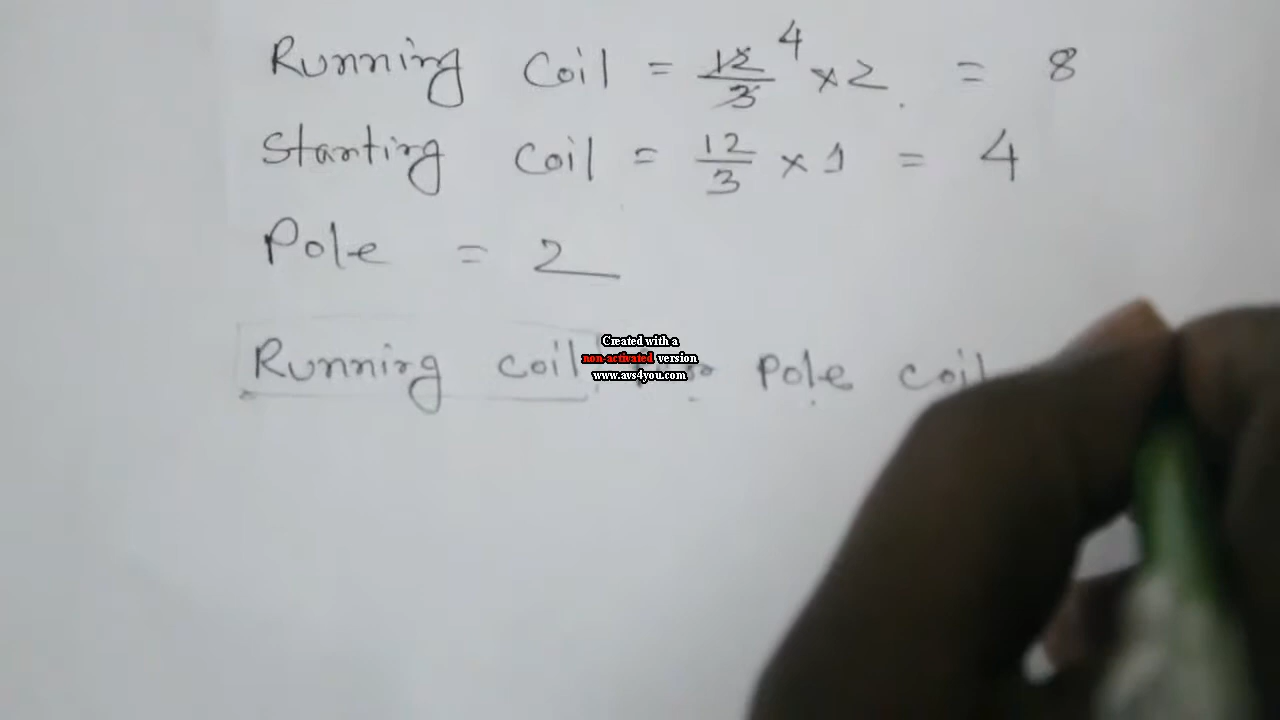 Running Coil = 12/3 4 × 2 = 8
Starting Coil = 12/3 × 1 = 4
Pole = 2
Running coil Pole coil
Created with a
non-activated version
www.avs4you.com